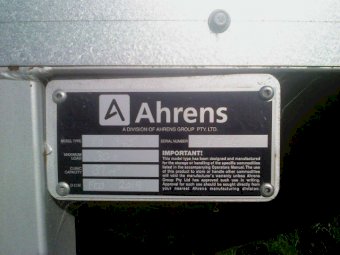 Ahrens
A DIVISION OF AHRENS GROUP PTY. LTD.
MODEL TYPE SERIAL NUMBER
MAXIMUM
LOAD
CUBIC
CAPACITY
D.O.M.
IMPORTANT!
This model type has been designed and manufactured
for the storage or handling of the specific commodities
listed in the accompanying Operators Manual. The use
of this product to store or handle other commodities
will void the manufacturer's warranty unless Ahrens
Group Pty Ltd has approved such use in writing.
Approval for such use should be sought directly from
your nearest Ahrens manufacturing division.